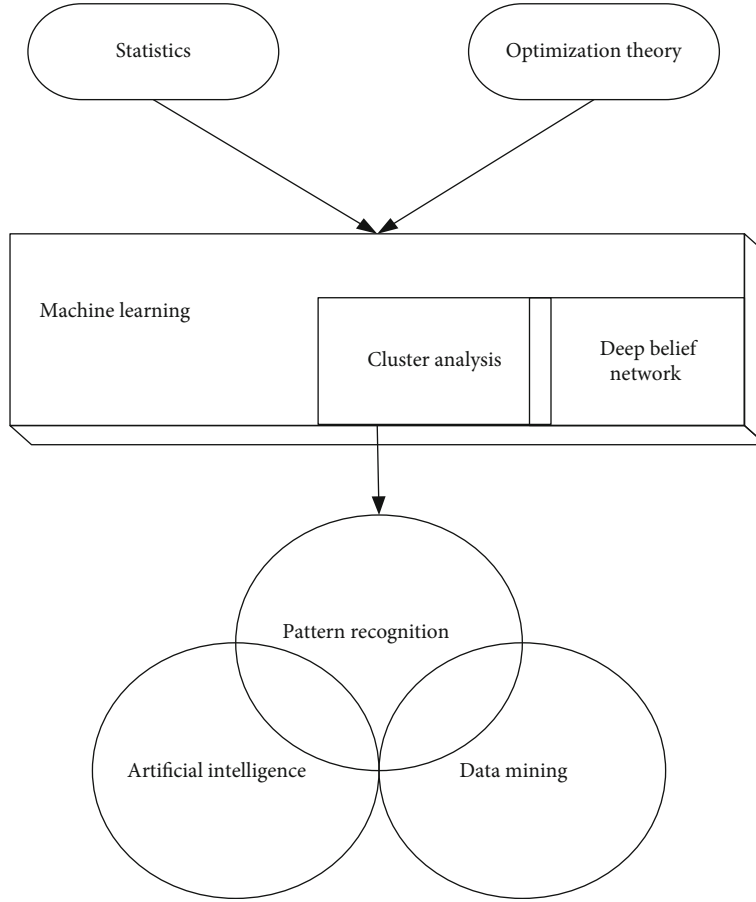 Statistics
Optimization theory
Machine learning
Cluster analysis
Deep belief
network
Pattern recognition
Artificial intelligence
Data mining